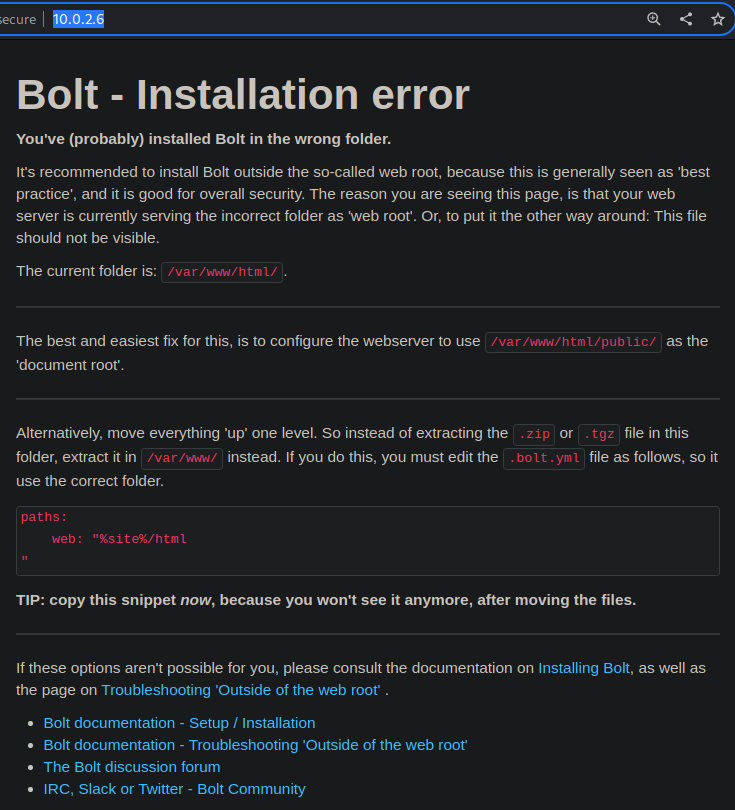 secure
10.0.2.6
Bolt - Installation error
You've (probably) installed Bolt in the wrong folder.
It's recommended to install Bolt outside the so-called web root, because this is generally seen as 'best
practice', and it is good for overall security. The reason you are seeing this page, is that your web
server is currently serving the incorrect folder as 'web root'. Or, to put it the other way around: This file
should not be visible.
The current folder is: /var/www/html/.
The best and easiest fix for this, is to configure the webserver to use /var/www/html/public/ as the
'document root'.
Alternatively, move everything 'up' one level. So instead of extracting the .zip or .tgz file in this
folder, extract it in /var/www/ instead. If you do this, you must edit the .bolt.yml file as follows, so it
use the correct folder.
paths:
    web: "%site%/html
"
TIP: copy this snippet now, because you won't see it anymore, after moving the files.
If these options aren't possible for you, please consult the documentation on Installing Bolt, as well as
the page on Troubleshooting 'Outside of the web root' .
• Bolt documentation - Setup / Installation
• Bolt documentation - Troubleshooting 'Outside of the web root'
• The Bolt discussion forum
• IRC, Slack or Twitter - Bolt Community